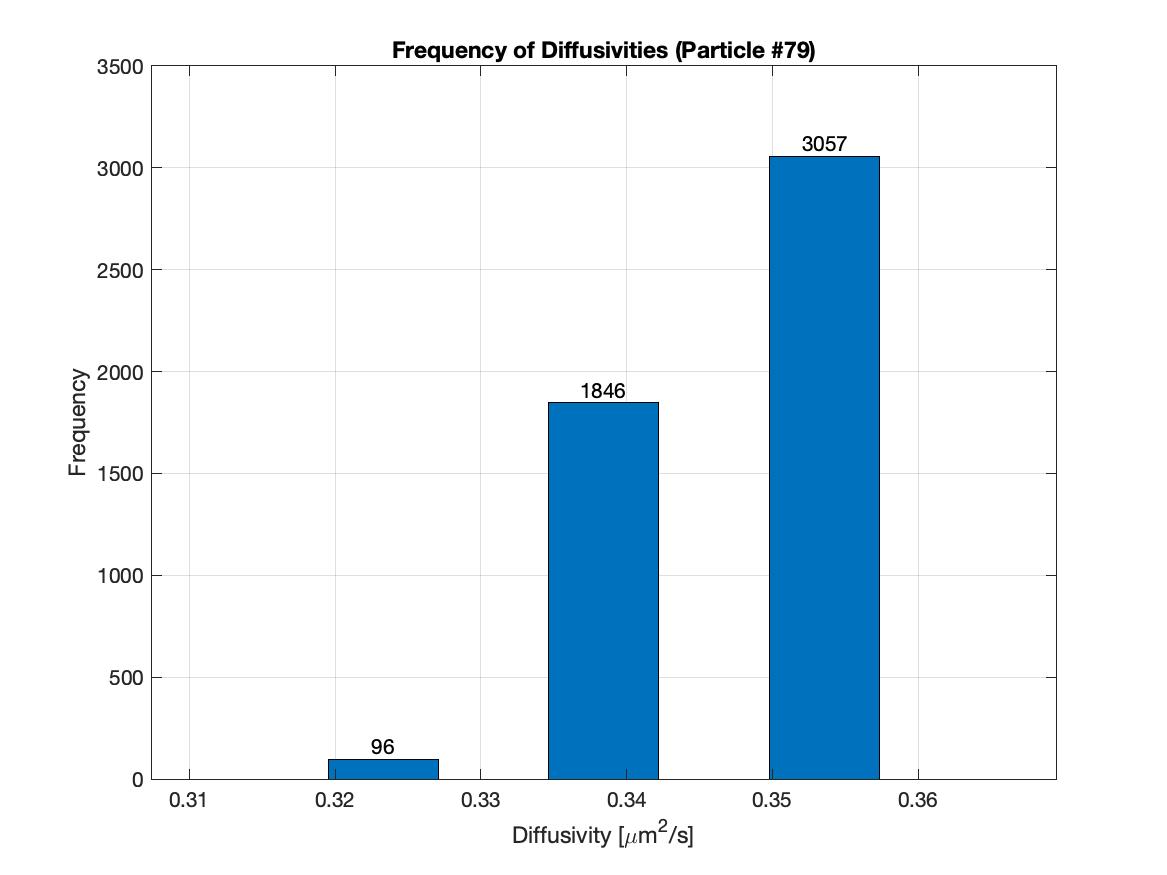 Frequency of Diffusivities (Particle #79)
3500
3000
2500
2000
1500
1000
500
0
Frequency
96
1846
3057
0.31 0.32 0.33 0.34 0.35 0.36
Diffusivity [μm²/s]